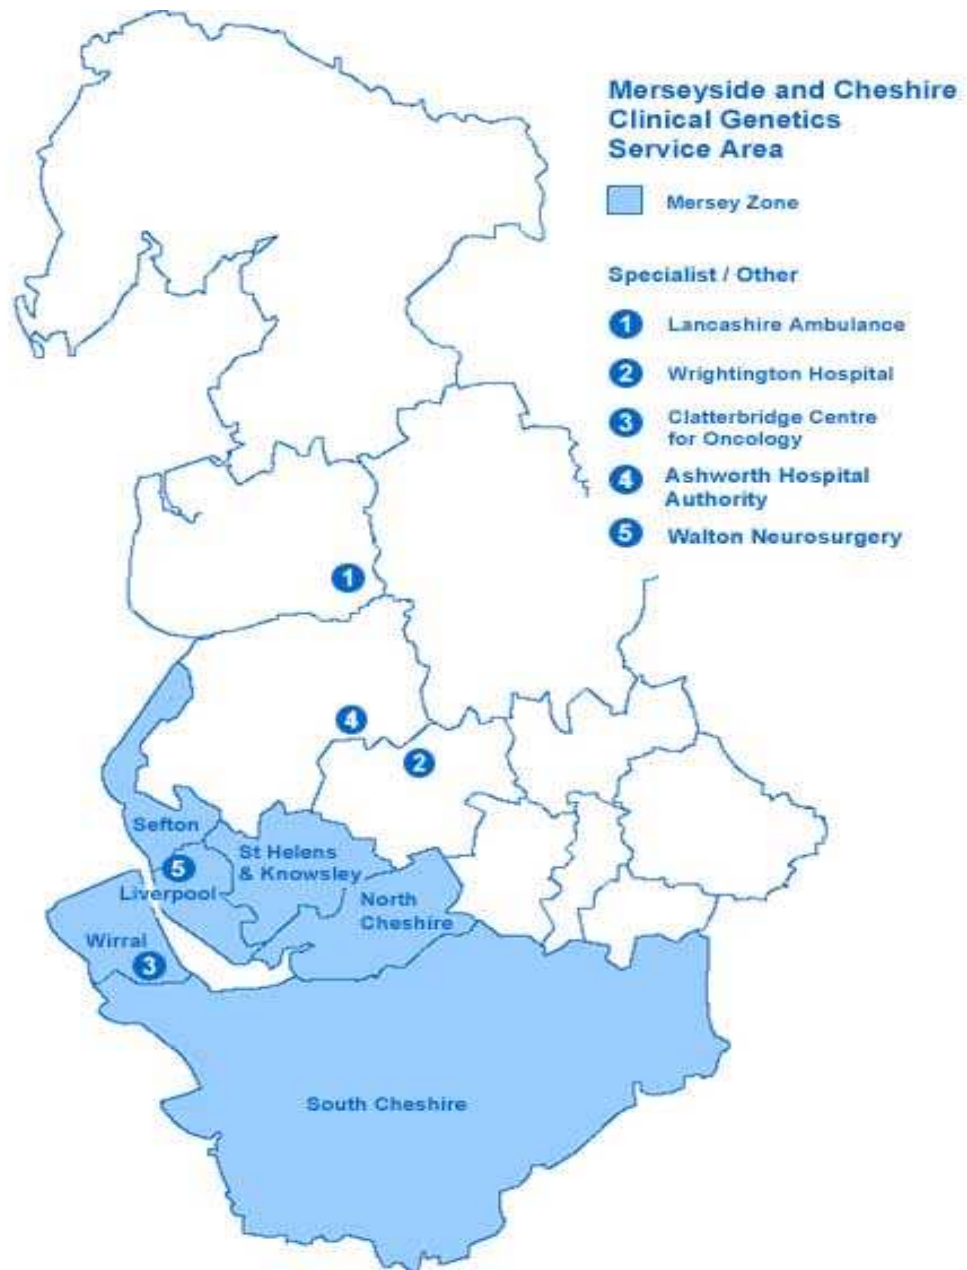 Merseyside and Cheshire
Clinical Genetics
Service Area
Mersey Zone
Specialist / Other
1 Lancashire Ambulance
2 Wrightington Hospital
3 Clatterbridge Centre
for Oncology
4 Ashworth Hospital
Authority
5 Walton Neurosurgery
1
4
2
Sefton
St Helens
& Knowsley
5
Liverpool
North
Cheshire
Wirral
3
South Cheshire